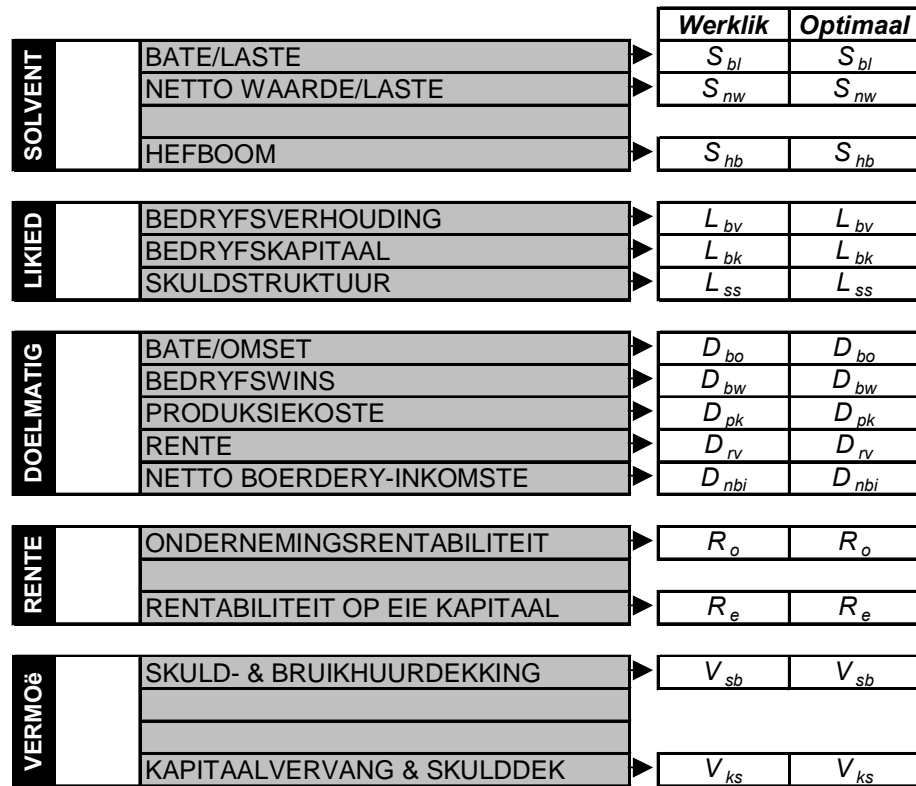 Werklik Optimaal
SOLVENT
BATE/LASTE S bl S bl
NETTO WAARDE/LASTE S nw S nw
HEFBOOM S hb S hb
LIKIED
BEDRYFSVERHOUDING L bv L bv
BEDRYFSKAPITAAL L bk L bk
SKULDSTRUKTUUR L ss L ss
DOELMATIG
BATE/OMSET D bo D bo
BEDRYFSWINS D bw D bw
PRODUKSIEKOSTE D pk D pk
RENTE D rv D rv
NETTO BOERDERY-INKOMSTE D nbi D nbi
RENTE
ONDERNEMINGSRENTABILITEIT R o R o
RENTABILITEIT OP EIE KAPITAAL R e R e
VERMOë
SKULD- & BRUIKHUURDEKKING V sb V sb
KAPITAALVERVANG & SKULDDEK V ks V ks